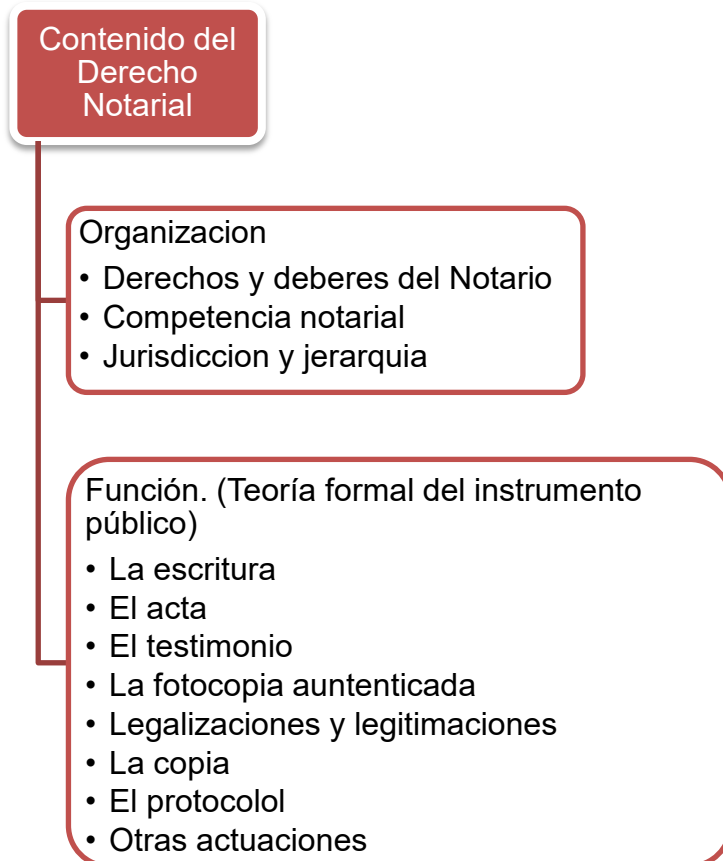 Contenido del
Derecho
Notarial
Organizacion
• Derechos y deberes del Notario
• Competencia notarial
• Jurisdiccion y jerarquia
Función. (Teoría formal del instrumento
público)
• La escritura
• El acta
• El testimonio
• La fotocopia auntenticada
• Legalizaciones y legitimaciones
• La copia
• El protocolol
• Otras actuaciones